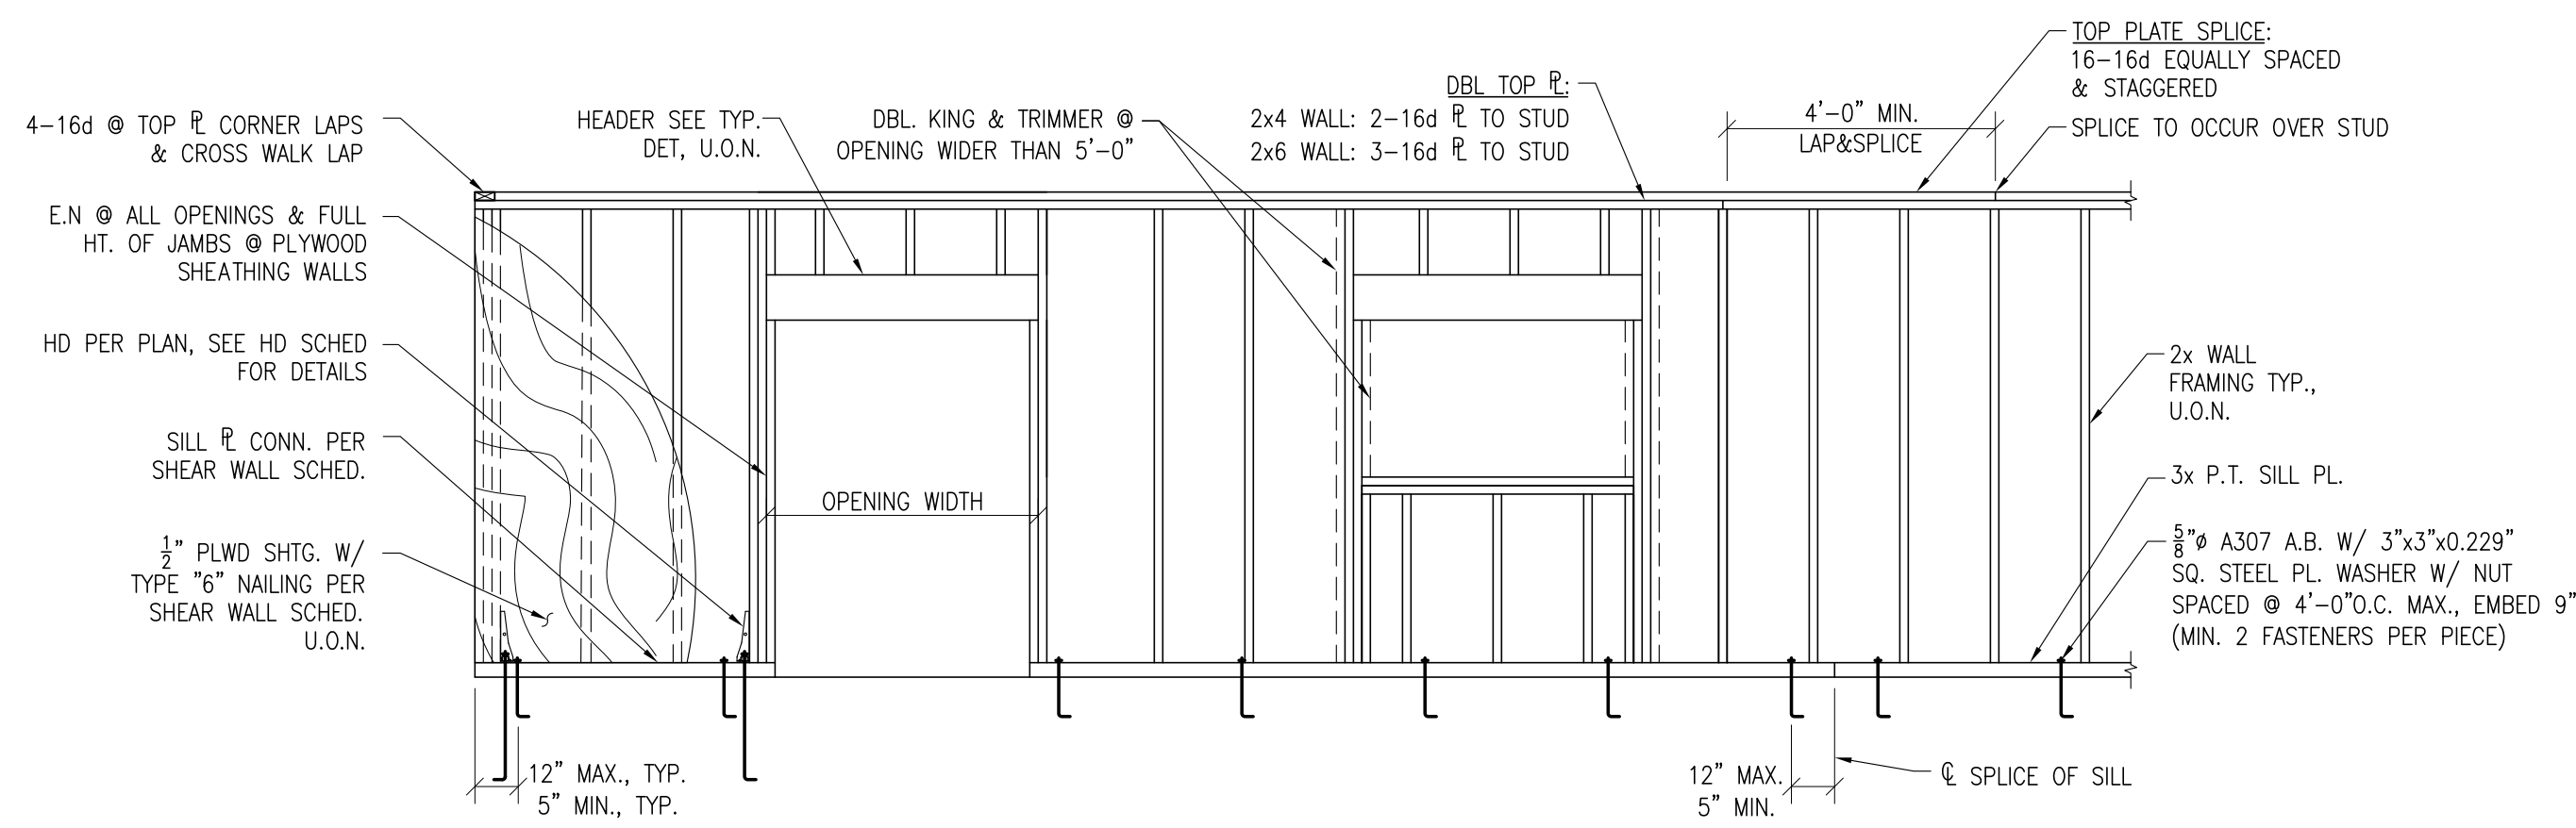 4-16d @ TOP ⅊ CORNER LAPS
& CROSS WALK LAP
E.N @ ALL OPENINGS & FULL
HT. OF JAMBS @ PLYWOOD
SHEATHING WALLS
HD PER PLAN, SEE HD SCHED
FOR DETAILS
SILL ⅊ CONN. PER
SHEAR WALL SCHED.
½" PLWD SHTG. W/
TYPE "6" NAILING PER
SHEAR WALL SCHED.
U.O.N.
HEADER SEE TYP.
DET, U.O.N.
DBL. KING & TRIMMER @
OPENING WIDER THAN 5'-0"
DBL TOP ⅊:
2x4 WALL: 2-16d ⅊ TO STUD
2x6 WALL: 3-16d ⅊ TO STUD
4'-0" MIN.
LAP&SPLICE
TOP PLATE SPLICE:
16-16d EQUALLY SPACED
& STAGGERED
SPLICE TO OCCUR OVER STUD
OPENING WIDTH
2x WALL
FRAMING TYP.,
U.O.N.
3x P.T. SILL PL.
⅝"ø A307 A.B. W/ 3"x3"x0.229"
SQ. STEEL PL. WASHER W/ NUT
SPACED @ 4'-0"O.C. MAX., EMBED 9"
(MIN. 2 FASTENERS PER PIECE)
12" MAX., TYP.
5" MIN., TYP.
12" MAX.
5" MIN.
℄ SPLICE OF SILL